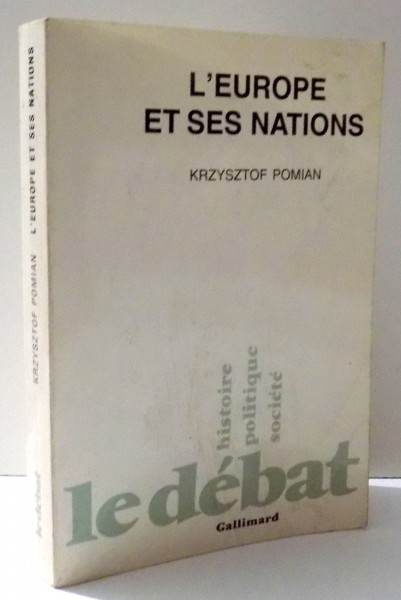 L'EUROPE
ET SES NATIONS
KRZYSZTOF POMIAN
histoire
politique
société
le débat
Gallimard
le débat KRZYSZTOF POMIAN L'EUROPE ET SES NATIONS